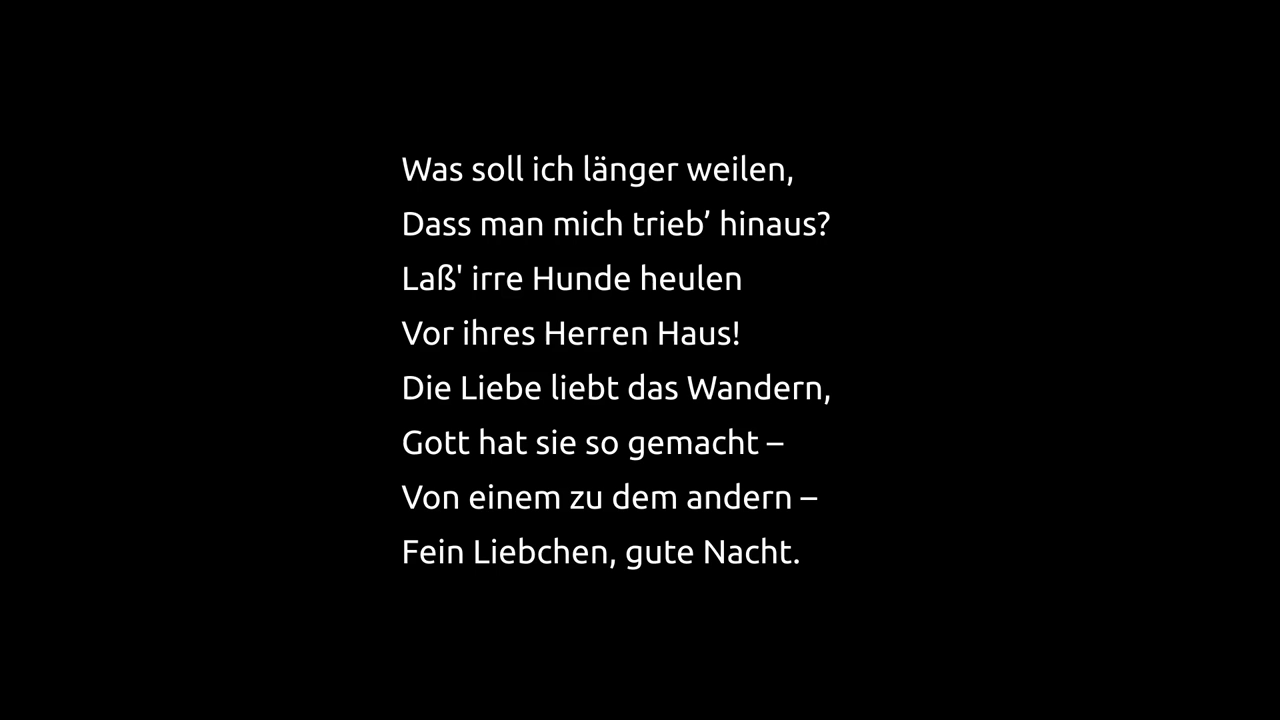 Was soll ich länger weilen,
Dass man mich trieb’ hinaus?
Laß' irre Hunde heulen
Vor ihres Herren Haus!
Die Liebe liebt das Wandern,
Gott hat sie so gemacht –
Von einem zu dem andern –
Fein Liebchen, gute Nacht.